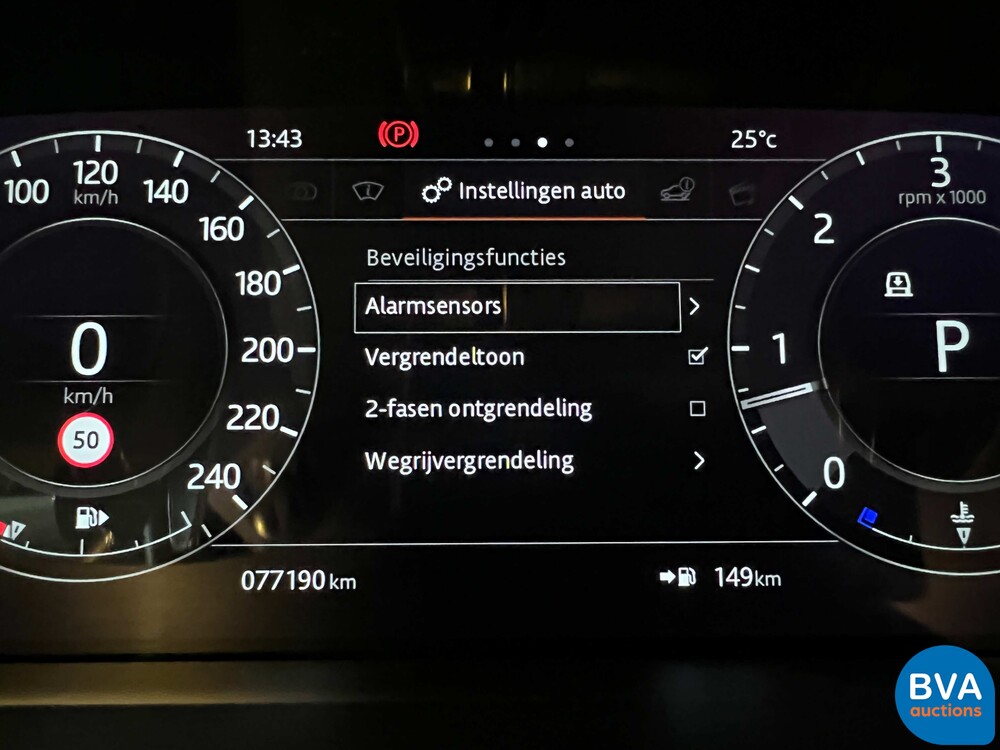 13:43
25°c
Instellingen auto
Beveiligingsfuncties
Alarmsensors
Vergrendeltoon
2-fasen ontgrendeling
Wegrijvergrendeling
100
120
km/h
140
160
180
200
220
240
0
km/h
50
3
rpm x 1000
2
1
0
P
077190 km
149km
BVA
auctions